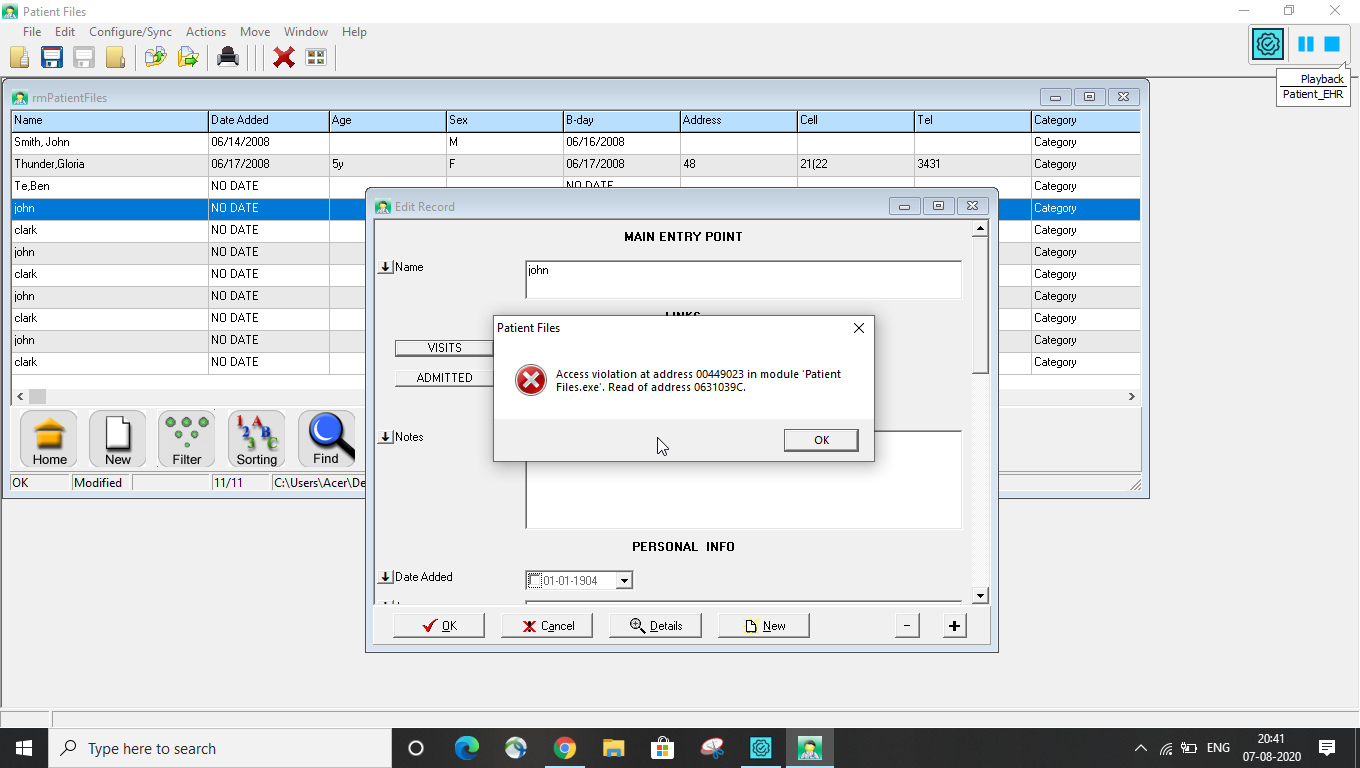 Patient Files
File Edit Configure/Sync Actions Move Window Help
Playback
Patient_EHR
rmPatientFiles
Name Date Added Age Sex B-day Address Cell Tel Category
Smith, John 06/14/2008 M 06/16/2008 Category
Thunder,Gloria 06/17/2008 5y F 06/17/2008 48 21(22 3431 Category
Te,Ben NO DATE NO DATE Category
john NO DATE Category
clark NO DATE Category
john NO DATE Category
clark NO DATE Category
john NO DATE Category
clark NO DATE Category
john NO DATE Category
clark NO DATE Category
Home New Filter Sorting Find
OK Modified 11/11 C:\Users\Acer\De
Edit Record
MAIN ENTRY POINT
Name john
LINKS
VISITS
ADMITTED
Notes
PERSONAL INFO
Date Added 01-01-1904
OK Cancel Details New - +
Patient Files
Access violation at address 00449023 in module 'Patient
Files.exe'. Read of address 0631039C.
OK
Type here to search
ENG
20:41
07-08-2020